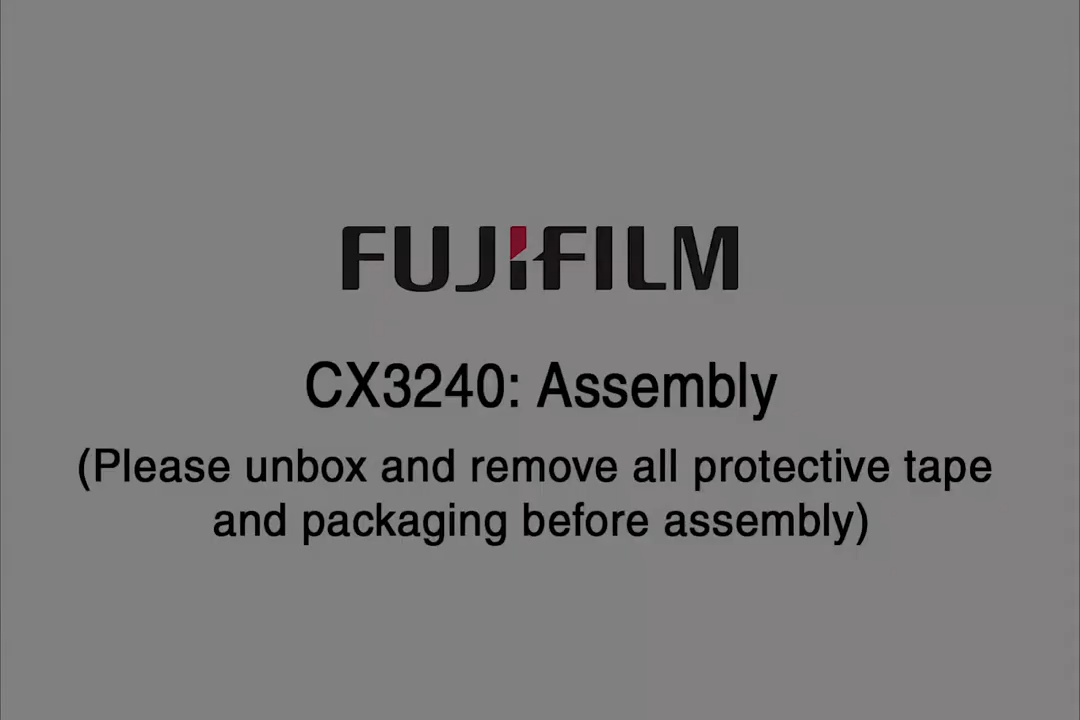 FUJIFILM
CX3240: Assembly
(Please unbox and remove all protective tape
and packaging before assembly)